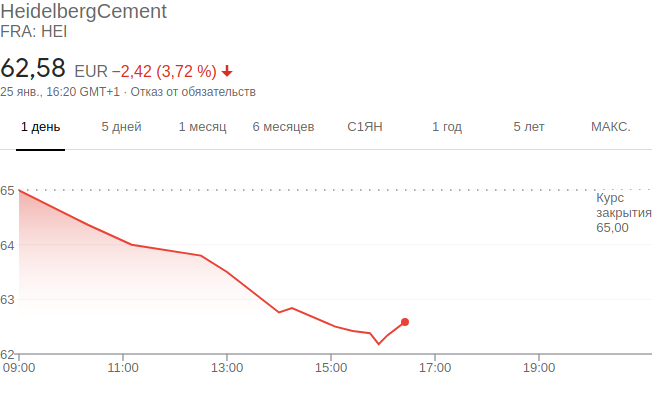 HeidelbergCement
FRA: HEI
62,58 EUR −2,42 (3,72 %)
25 янв., 16:20 GMT+1 · Отказ от обязательств
1 день 5 дней 1 месяц 6 месяцев С1ЯН 1 год 5 лет МАКС.
65
Курс
закрытия
65,00
64
63
62
09:00 11:00 13:00 15:00 17:00 19:00